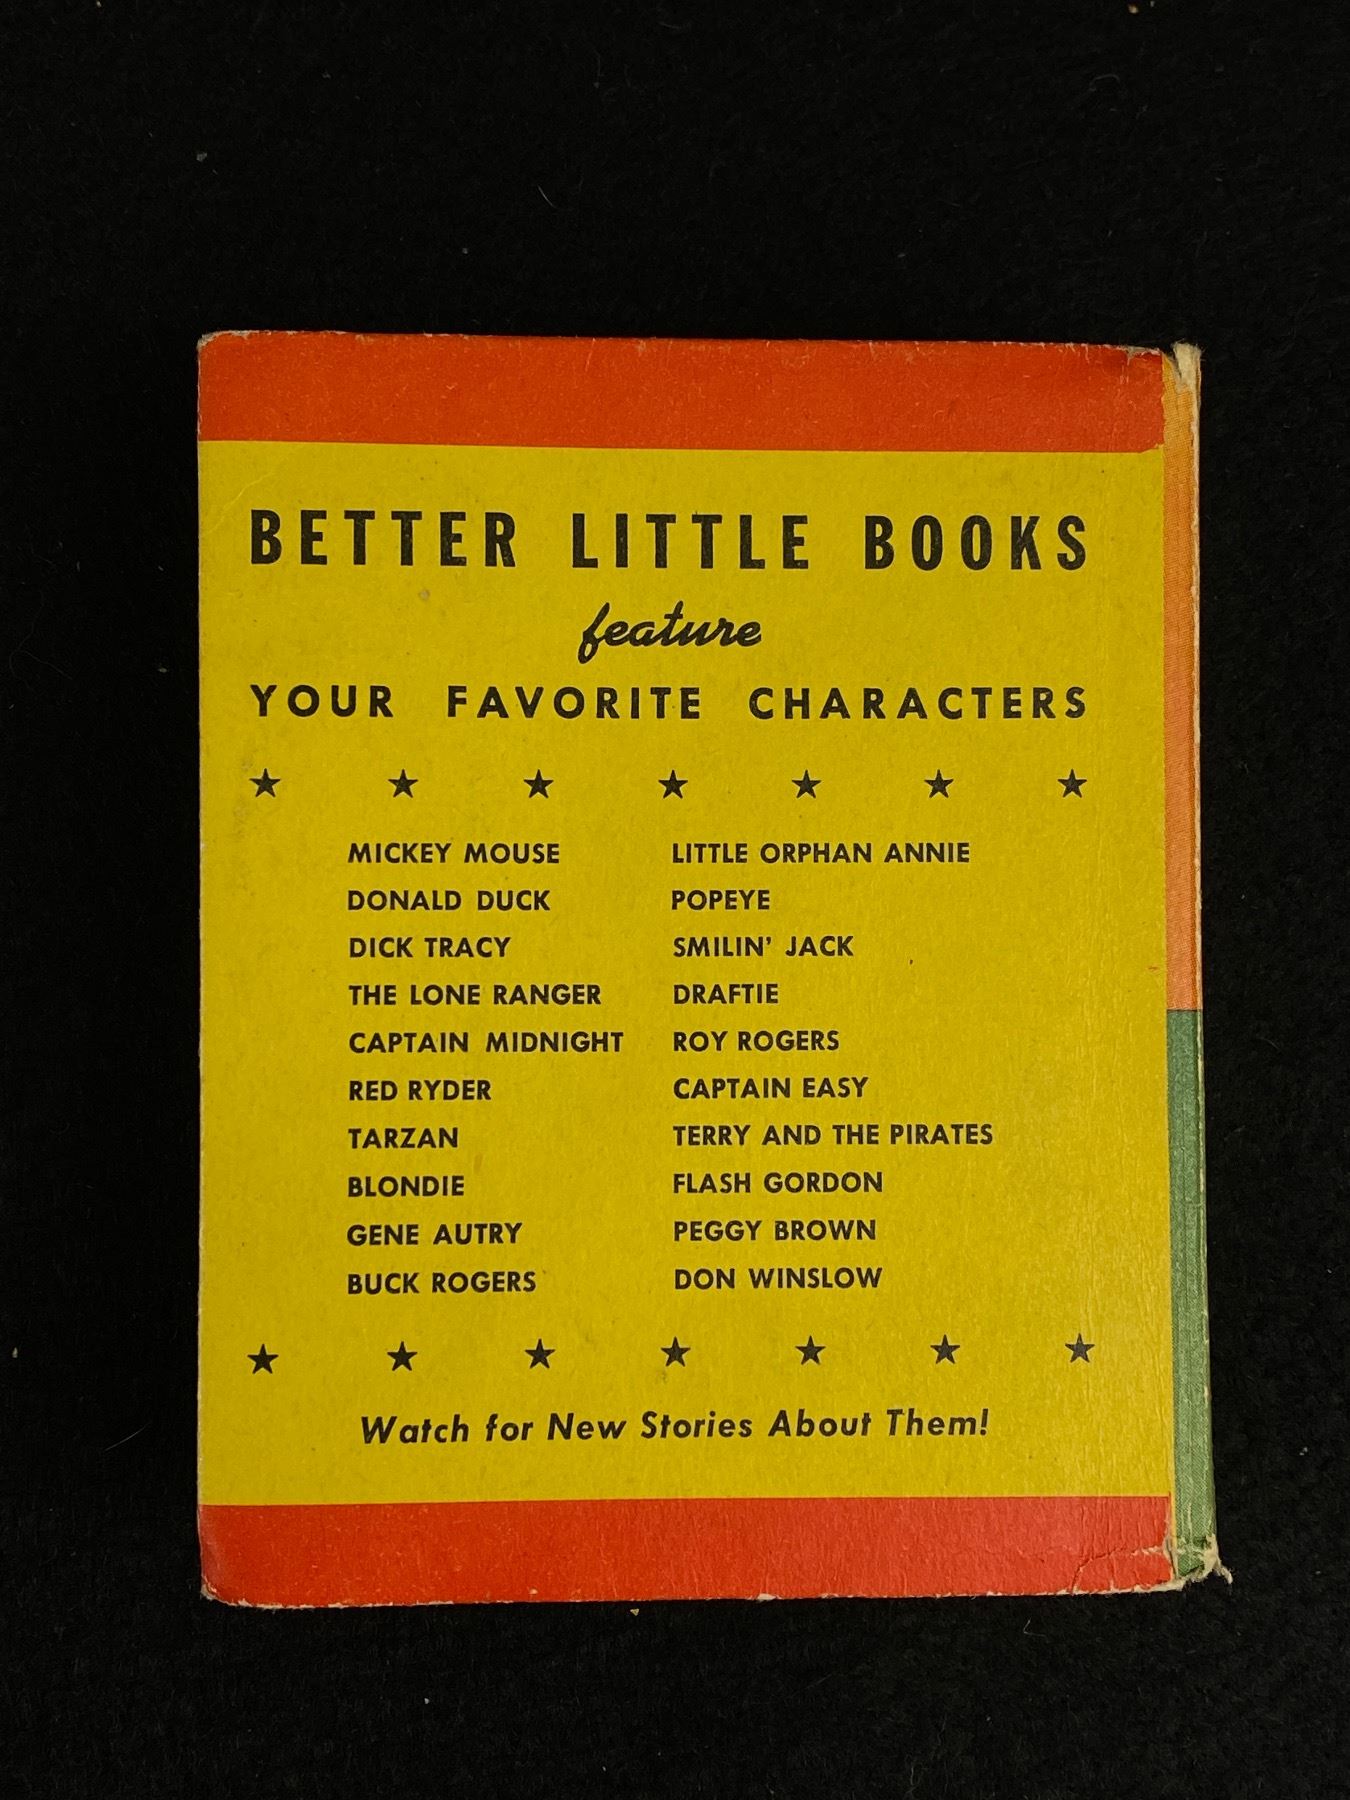 BETTER LITTLE BOOKS
feature
YOUR FAVORITE CHARACTERS
MICKEY MOUSE
DONALD DUCK
DICK TRACY
THE LONE RANGER
CAPTAIN MIDNIGHT
RED RYDER
TARZAN
BLONDIE
GENE AUTRY
BUCK ROGERS
LITTLE ORPHAN ANNIE
POPEYE
SMILIN' JACK
DRAFTIE
ROY ROGERS
CAPTAIN EASY
TERRY AND THE PIRATES
FLASH GORDON
PEGGY BROWN
DON WINSLOW
Watch for New Stories About Them!